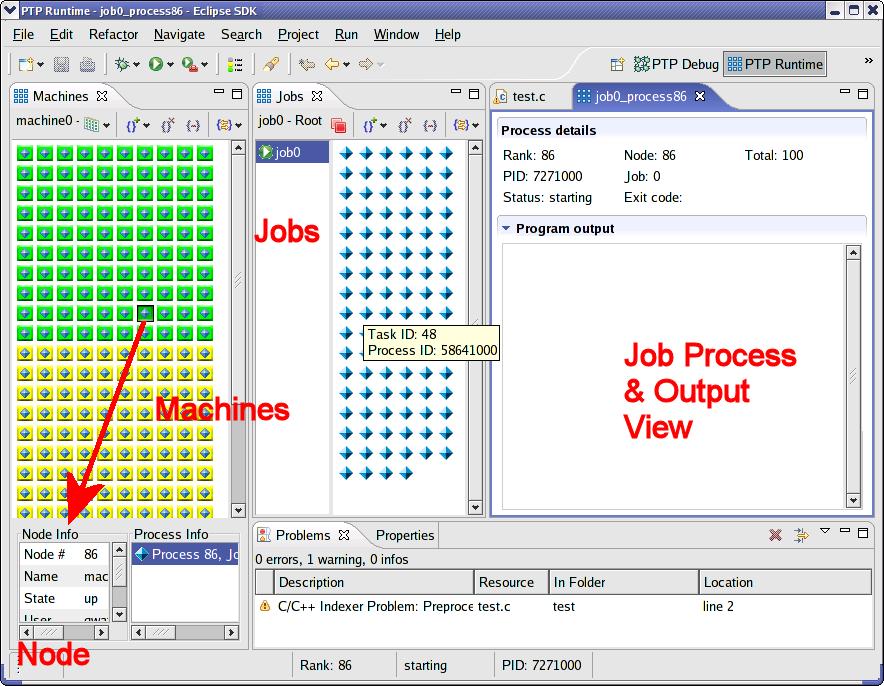 PTP Runtime - job0_process86 - Eclipse SDK
File Edit Refactor Navigate Search Project Run Window Help
PTP Debug PTP Runtime »
Machines
machine0 -
Jobs
job0 - Root
job0
test.c job0_process86
Process details
Rank: 86 Node: 86 Total: 100
PID: 7271000 Job: 0
Status: starting Exit code:
Program output
Jobs
Task ID: 48
Process ID: 58641000
Job Process
& Output
View
Machines
Node Info
Node # 86
Name mac
State up
Process Info
Process 86, Jo
Node
Problems Properties
0 errors, 1 warning, 0 infos
Description Resource In Folder Location
C/C++ Indexer Problem: Preproce test.c test line 2
Rank: 86 starting PID: 7271000